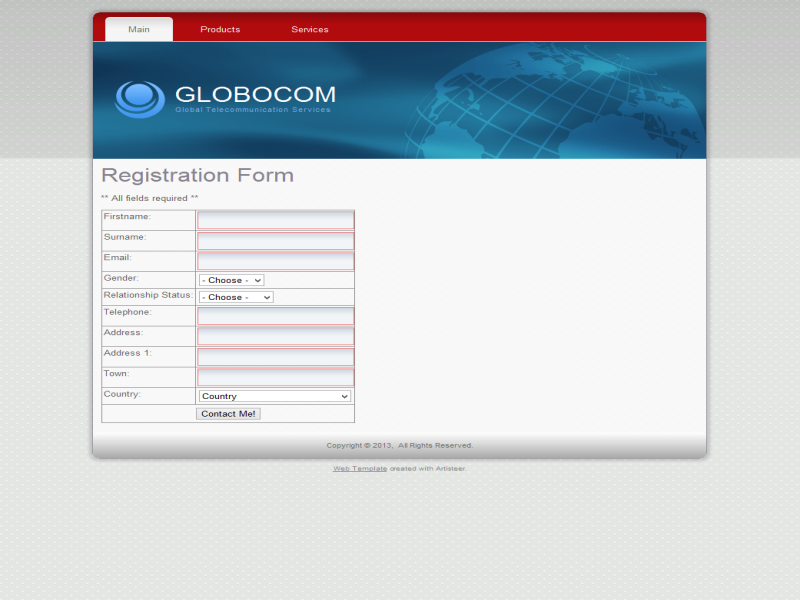 Main Products Services
GLOBOCOM
Global Telecommunication Services
Registration Form
** All fields required **
Firstname:
Surname:
Email:
Gender: - Choose -
Relationship Status: - Choose -
Telephone:
Address:
Address 1:
Town:
Country: Country
Contact Me!
Copyright © 2013, All Rights Reserved.
Web Template created with Artisteer.